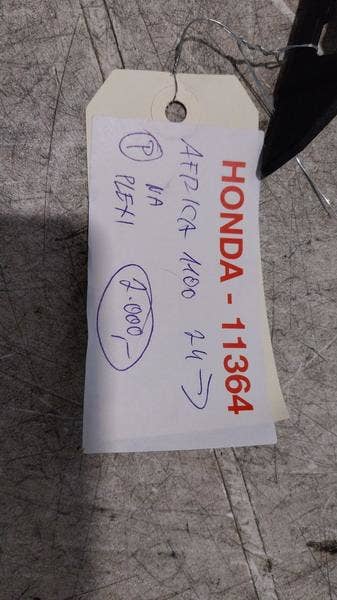 HONDA - 11364
AFRICA 1100 24→
Ⓟ NA
PLEXI
2.000,-